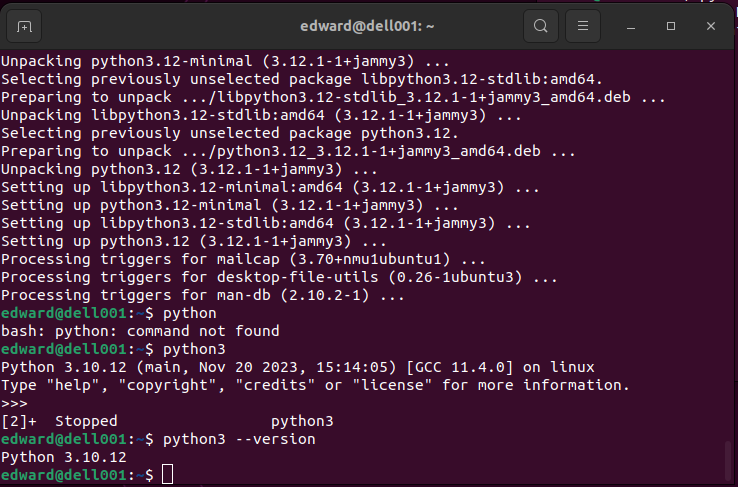 edward@dell001: ~
Unpacking python3.12-minimal (3.12.1-1+jammy3) ...
Selecting previously unselected package libpython3.12-stdlib:amd64.
Preparing to unpack .../libpython3.12-stdlib_3.12.1-1+jammy3_amd64.deb ...
Unpacking libpython3.12-stdlib:amd64 (3.12.1-1+jammy3) ...
Selecting previously unselected package python3.12.
Preparing to unpack .../python3.12_3.12.1-1+jammy3_amd64.deb ...
Unpacking python3.12 (3.12.1-1+jammy3) ...
Setting up libpython3.12-minimal:amd64 (3.12.1-1+jammy3) ...
Setting up python3.12-minimal (3.12.1-1+jammy3) ...
Setting up libpython3.12-stdlib:amd64 (3.12.1-1+jammy3) ...
Setting up python3.12 (3.12.1-1+jammy3) ...
Processing triggers for mailcap (3.70+nmu1ubuntu1) ...
Processing triggers for desktop-file-utils (0.26-1ubuntu3) ...
Processing triggers for man-db (2.10.2-1) ...
edward@dell001:~$ python
bash: python: command not found
edward@dell001:~$ python3
Python 3.10.12 (main, Nov 20 2023, 15:14:05) [GCC 11.4.0] on linux
Type "help", "copyright", "credits" or "license" for more information.
>>>
[2]+  Stopped                 python3
edward@dell001:~$ python3 --version
Python 3.10.12
edward@dell001:~$